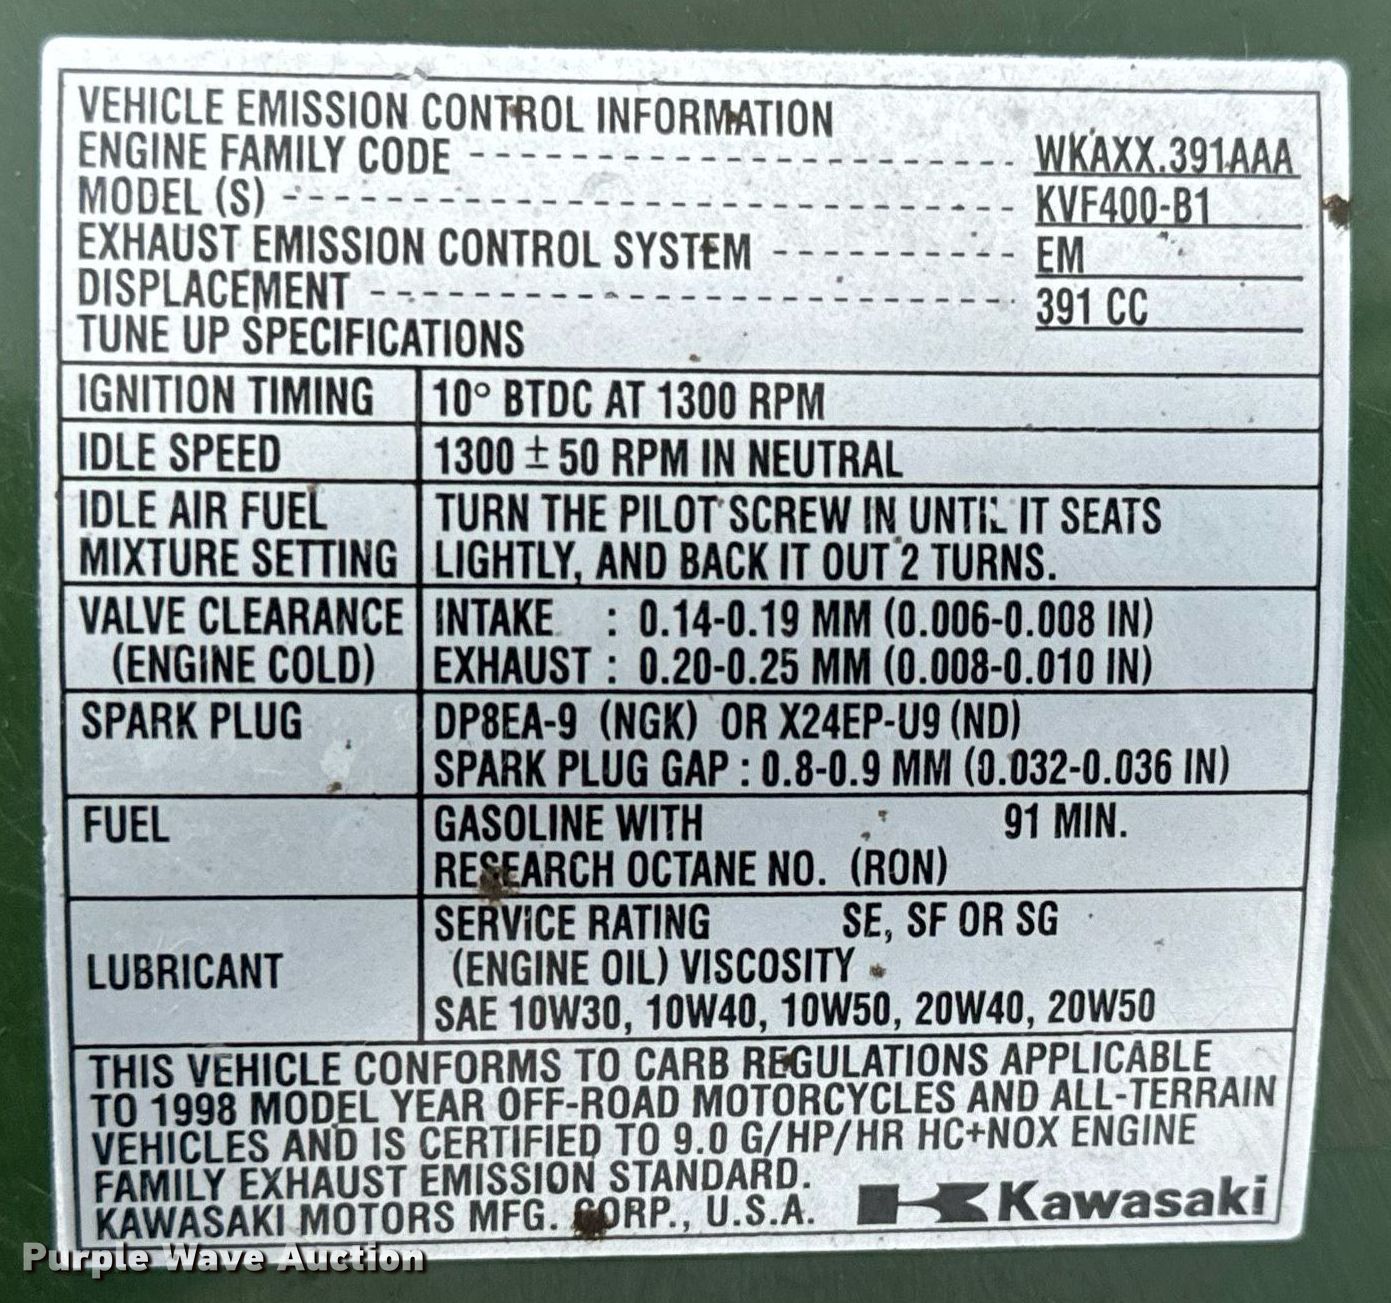 VEHICLE EMISSION CONTROL INFORMATION
ENGINE FAMILY CODE - - - - - - - - - - - - - - - - - - - - - - WKAXX.391AAA
MODEL (S) - - - - - - - - - - - - - - - - - - - - - - - - - - - - - - KVF400-B1
EXHAUST EMISSION CONTROL SYSTEM - - - - - - - - - - EM
DISPLACEMENT - - - - - - - - - - - - - - - - - - - - - - - - - - 391 CC
TUNE UP SPECIFICATIONS
IGNITION TIMING 10° BTDC AT 1300 RPM
IDLE SPEED 1300 ± 50 RPM IN NEUTRAL
IDLE AIR FUEL TURN THE PILOT SCREW IN UNTIL IT SEATS
MIXTURE SETTING LIGHTLY, AND BACK IT OUT 2 TURNS.
VALVE CLEARANCE INTAKE : 0.14-0.19 MM (0.006-0.008 IN)
(ENGINE COLD) EXHAUST : 0.20-0.25 MM (0.008-0.010 IN)
SPARK PLUG DP8EA-9 (NGK) OR X24EP-U9 (ND)
SPARK PLUG GAP : 0.8-0.9 MM (0.032-0.036 IN)
FUEL GASOLINE WITH 91 MIN.
RESEARCH OCTANE NO. (RON)
SERVICE RATING SE, SF OR SG
LUBRICANT (ENGINE OIL) VISCOSITY
SAE 10W30, 10W40, 10W50, 20W40, 20W50
THIS VEHICLE CONFORMS TO CARB REGULATIONS APPLICABLE
TO 1998 MODEL YEAR OFF-ROAD MOTORCYCLES AND ALL-TERRAIN
VEHICLES AND IS CERTIFIED TO 9.0 G/HP/HR HC+NOX ENGINE
FAMILY EXHAUST EMISSION STANDARD.
KAWASAKI MOTORS MFG. CORP., U.S.A. Kawasaki
Purple Wave Auction